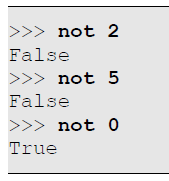 >>> not 2
False
>>> not 5
False
>>> not 0
True